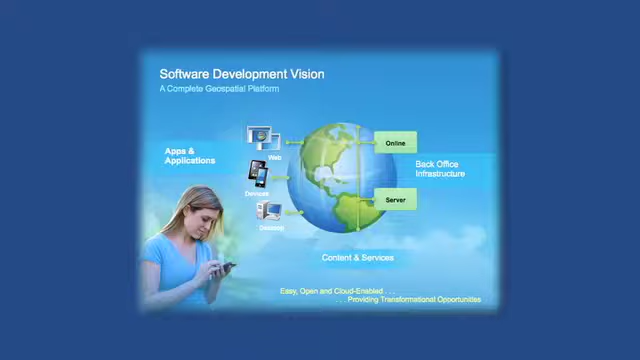 Software Development Vision
A Complete Geospatial Platform
Apps &
Applications
Web
Devices
Desktop
Online
Server
Back Office
Infrastructure
Content & Services
Easy, Open and Cloud-Enabled . . .
. . . Providing Transformational Opportunities